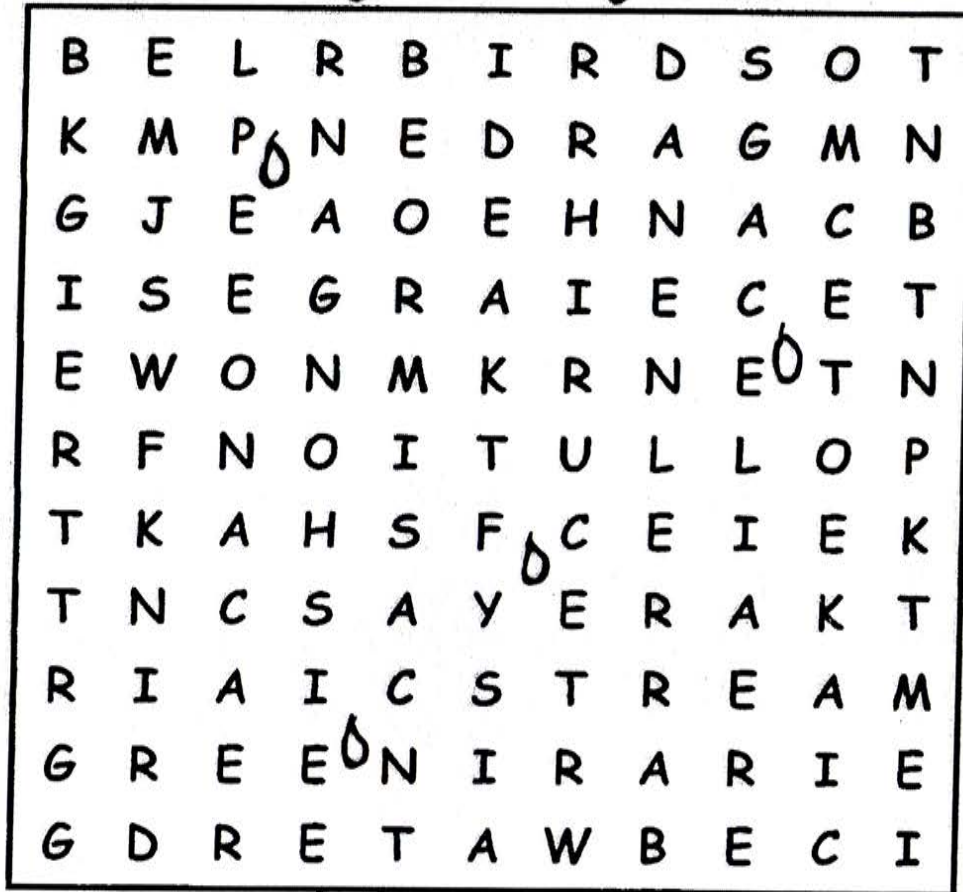 B E L R B I R D S O T
K M P N E D R A G M N
G J E A O E H N A C B
I S E G R A I E C E T
E W O N M K R N E T N
R F N O I T U L L O P
T K A H S F C E I E K
T N C S A Y E R A K T
R I A I C S T R E A M
G R E E N I R A R I E
G D R E T A W B E C I